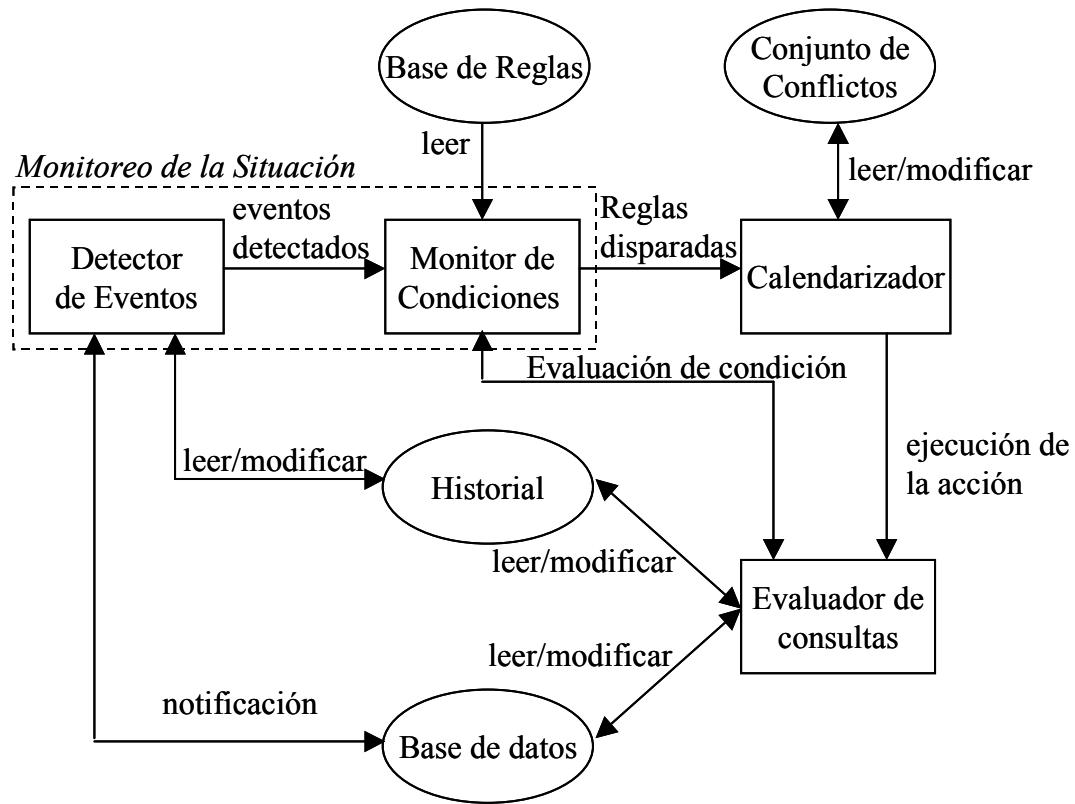 Base de Reglas
Conjunto de
Conflictos
leer
leer/modificar
Monitoreo de la Situación
eventos
detectados
Reglas
disparadas
Detector
de Eventos
Monitor de
Condiciones
Calendarizador
Evaluación de condición
ejecución de
la acción
leer/modificar
Historial
leer/modificar
Evaluador de
consultas
leer/modificar
notificación
Base de datos